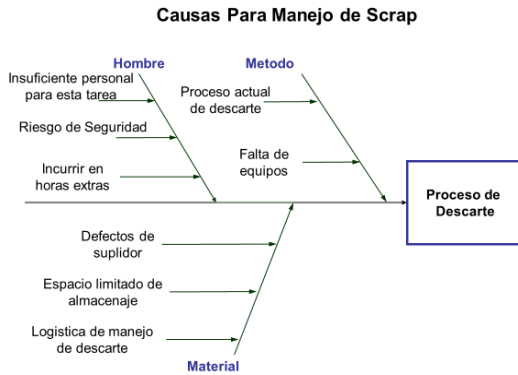 Causas Para Manejo de Scrap
Hombre
Insuficiente personal
para esta tarea
Riesgo de Seguridad
Incurrir en
horas extras
Metodo
Proceso actual
de descarte
Falta de
equipos
Proceso de
Descarte
Defectos de
suplidor
Espacio limitado de
almacenaje
Logistica de manejo
de descarte
Material